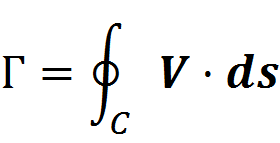 Γ = ∮_C V · ds